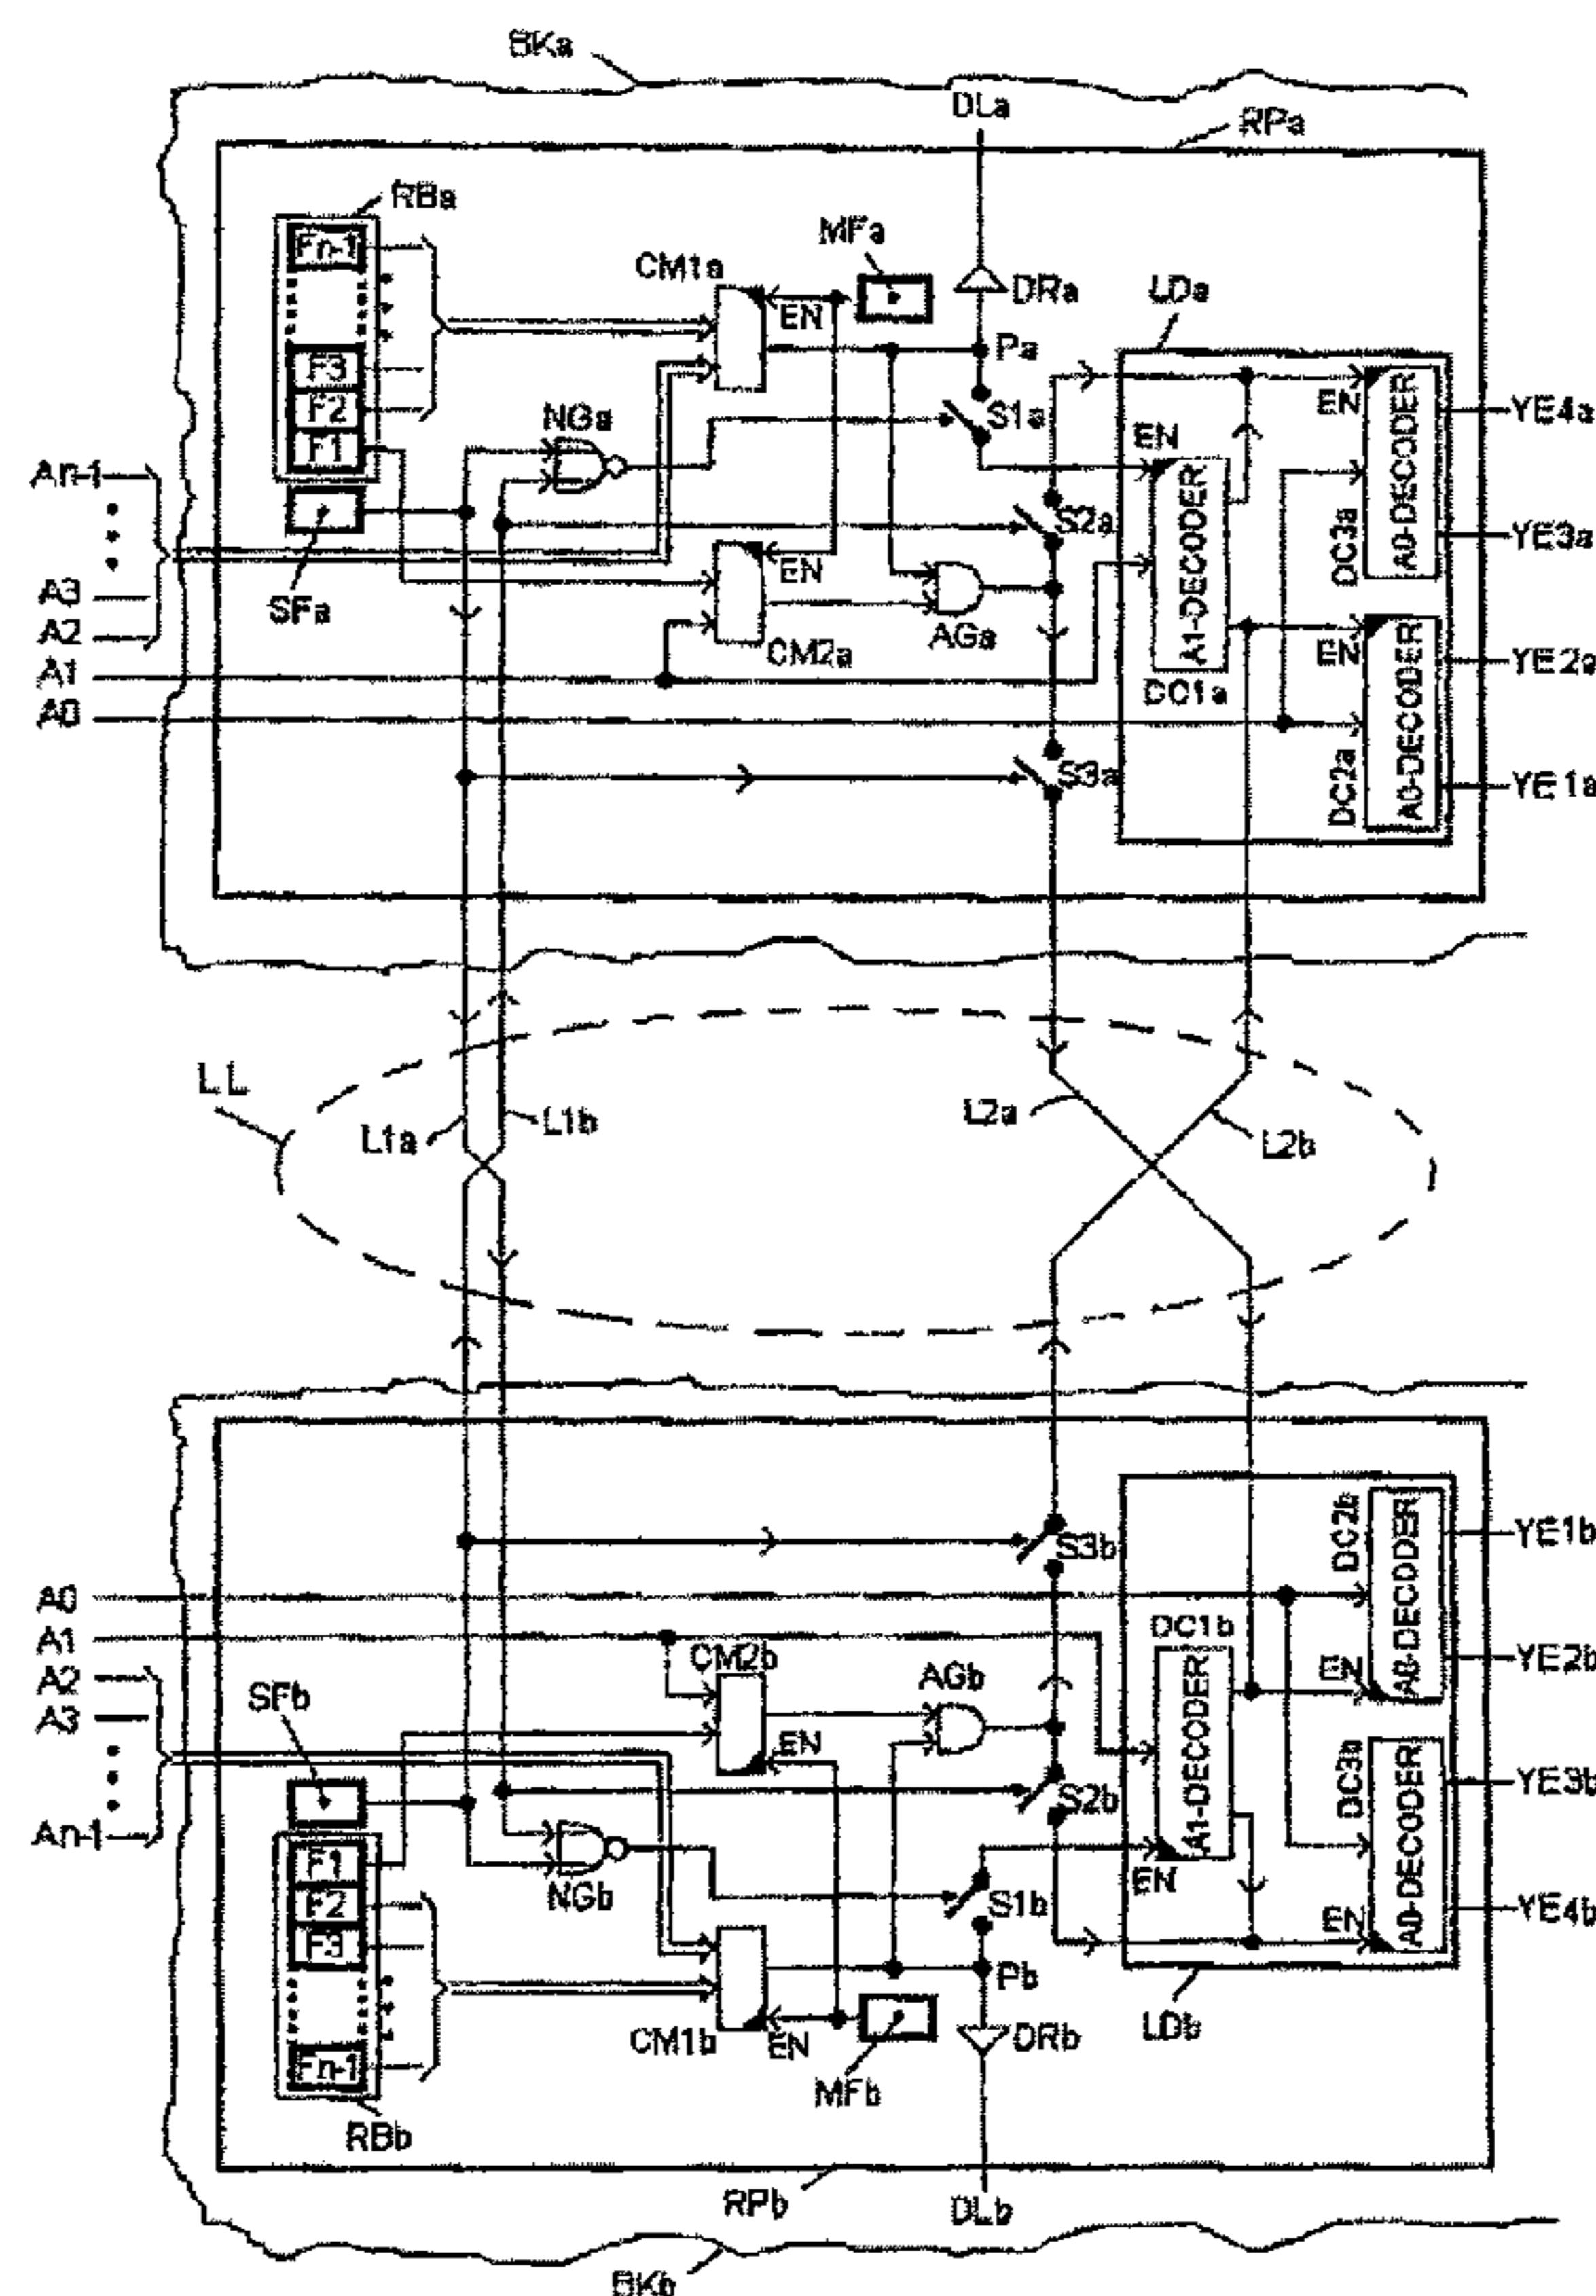 BKa
DLa
RPa
RBa
Fn-1
MFa
CM1a
EN
DRa
LDa
Pa
F3
F2
F1
NGa
S1a
EN
EN
YE4a
An-1
A1-DECODER
A0-DECODER
DC3a
S2a
YE3a
SFa
EN
A3
A2
AGa
CM2a
EN
YE2a
A1
DC1a
A0
S3a
DC2a
A0-DECODER
YE1a
LL
L1a
L1b
L2a
L2b
DC2b
A0-DECODER
YE1b
S3b
A0
A1
DC1b
CM2b
EN
YE2b
A2
SFb
AGb
A3
EN
A1-DECODER
DC3b
A0-DECODER
YE3b
S2b
An-1
F1
EN
NGb
F2
S1b
EN
YE4b
F3
Pb
CM1b
EN
DRb
LDb
Fn-1
MFb
RBb
RPb
DLb
BKb